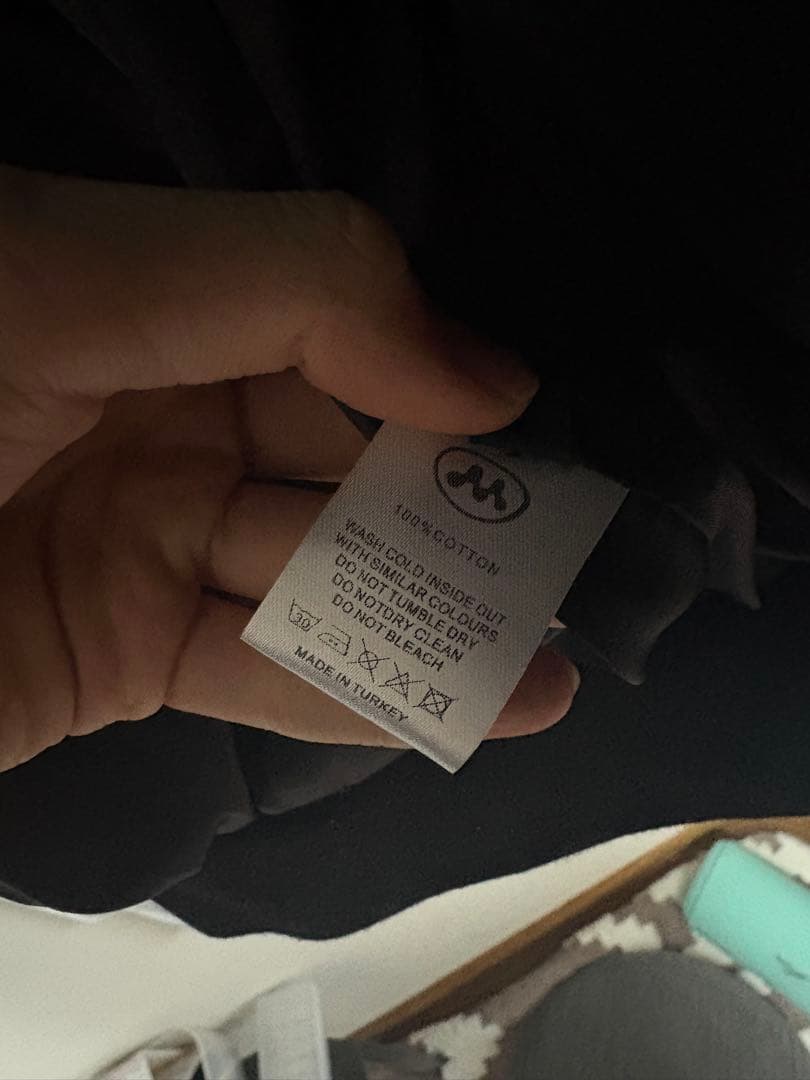 W
100%COTTON
WASH COLD INSIDE OUT
WITH SIMILAR COLOURS
DO NOT TUMBLE DRY
DO NOTDRY CLEAN
DO NOT BLEACH
30
MADE IN TURKEY